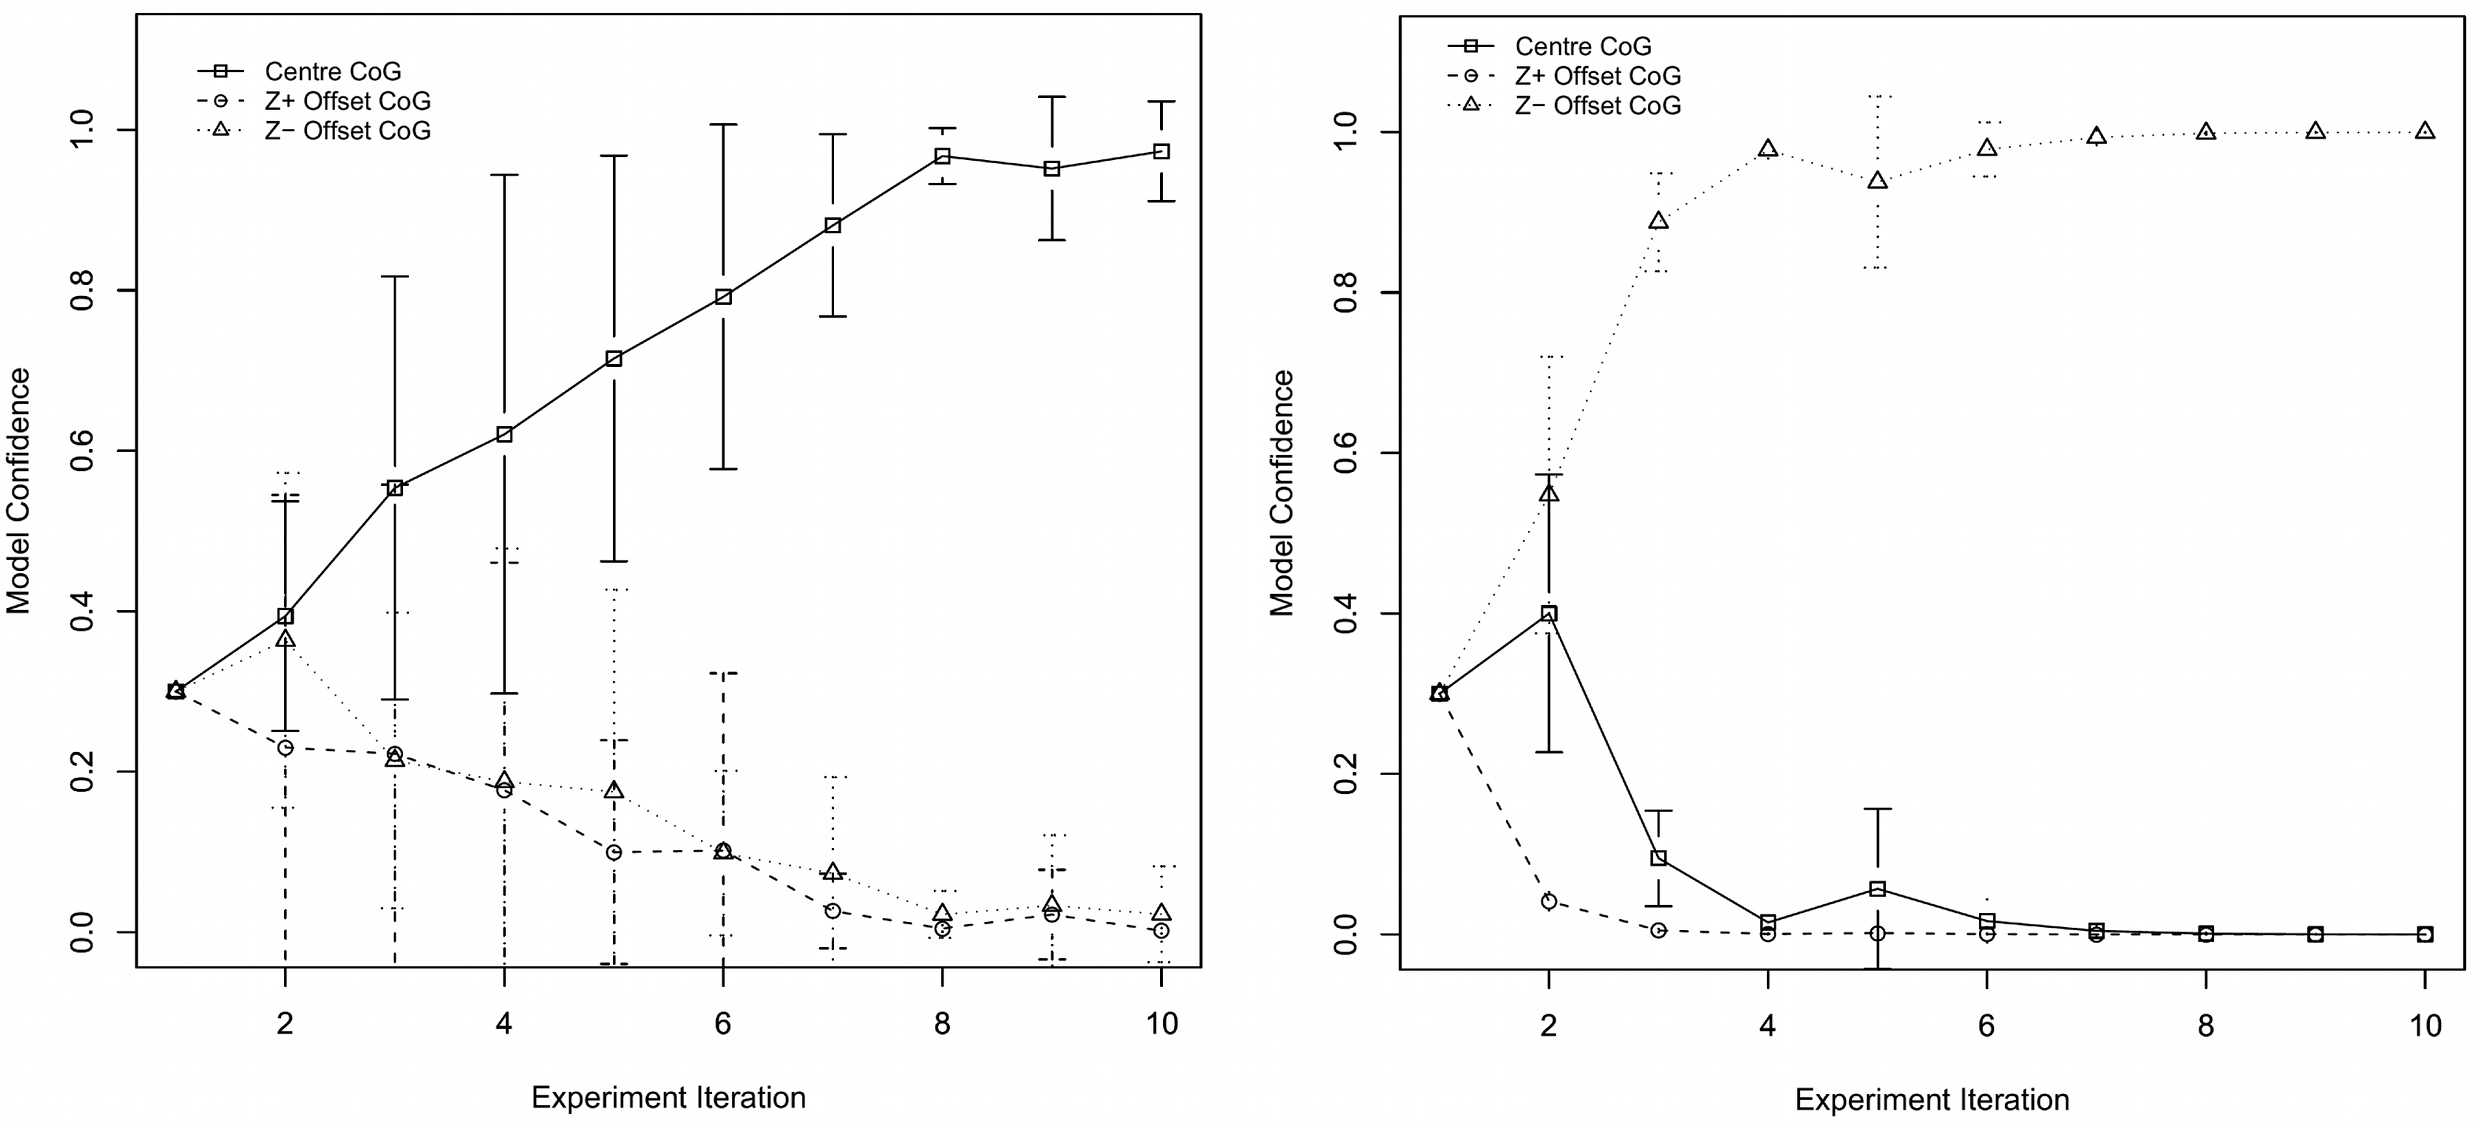 Centre CoG
Z+ Offset CoG
Z− Offset CoG
Model Confidence
1.0
0.8
0.6
0.4
0.2
0.0
2 4 6 8 10
Experiment Iteration
Centre CoG
Z+ Offset CoG
Z− Offset CoG
Model Confidence
1.0
0.8
0.6
0.4
0.2
0.0
2 4 6 8 10
Experiment Iteration